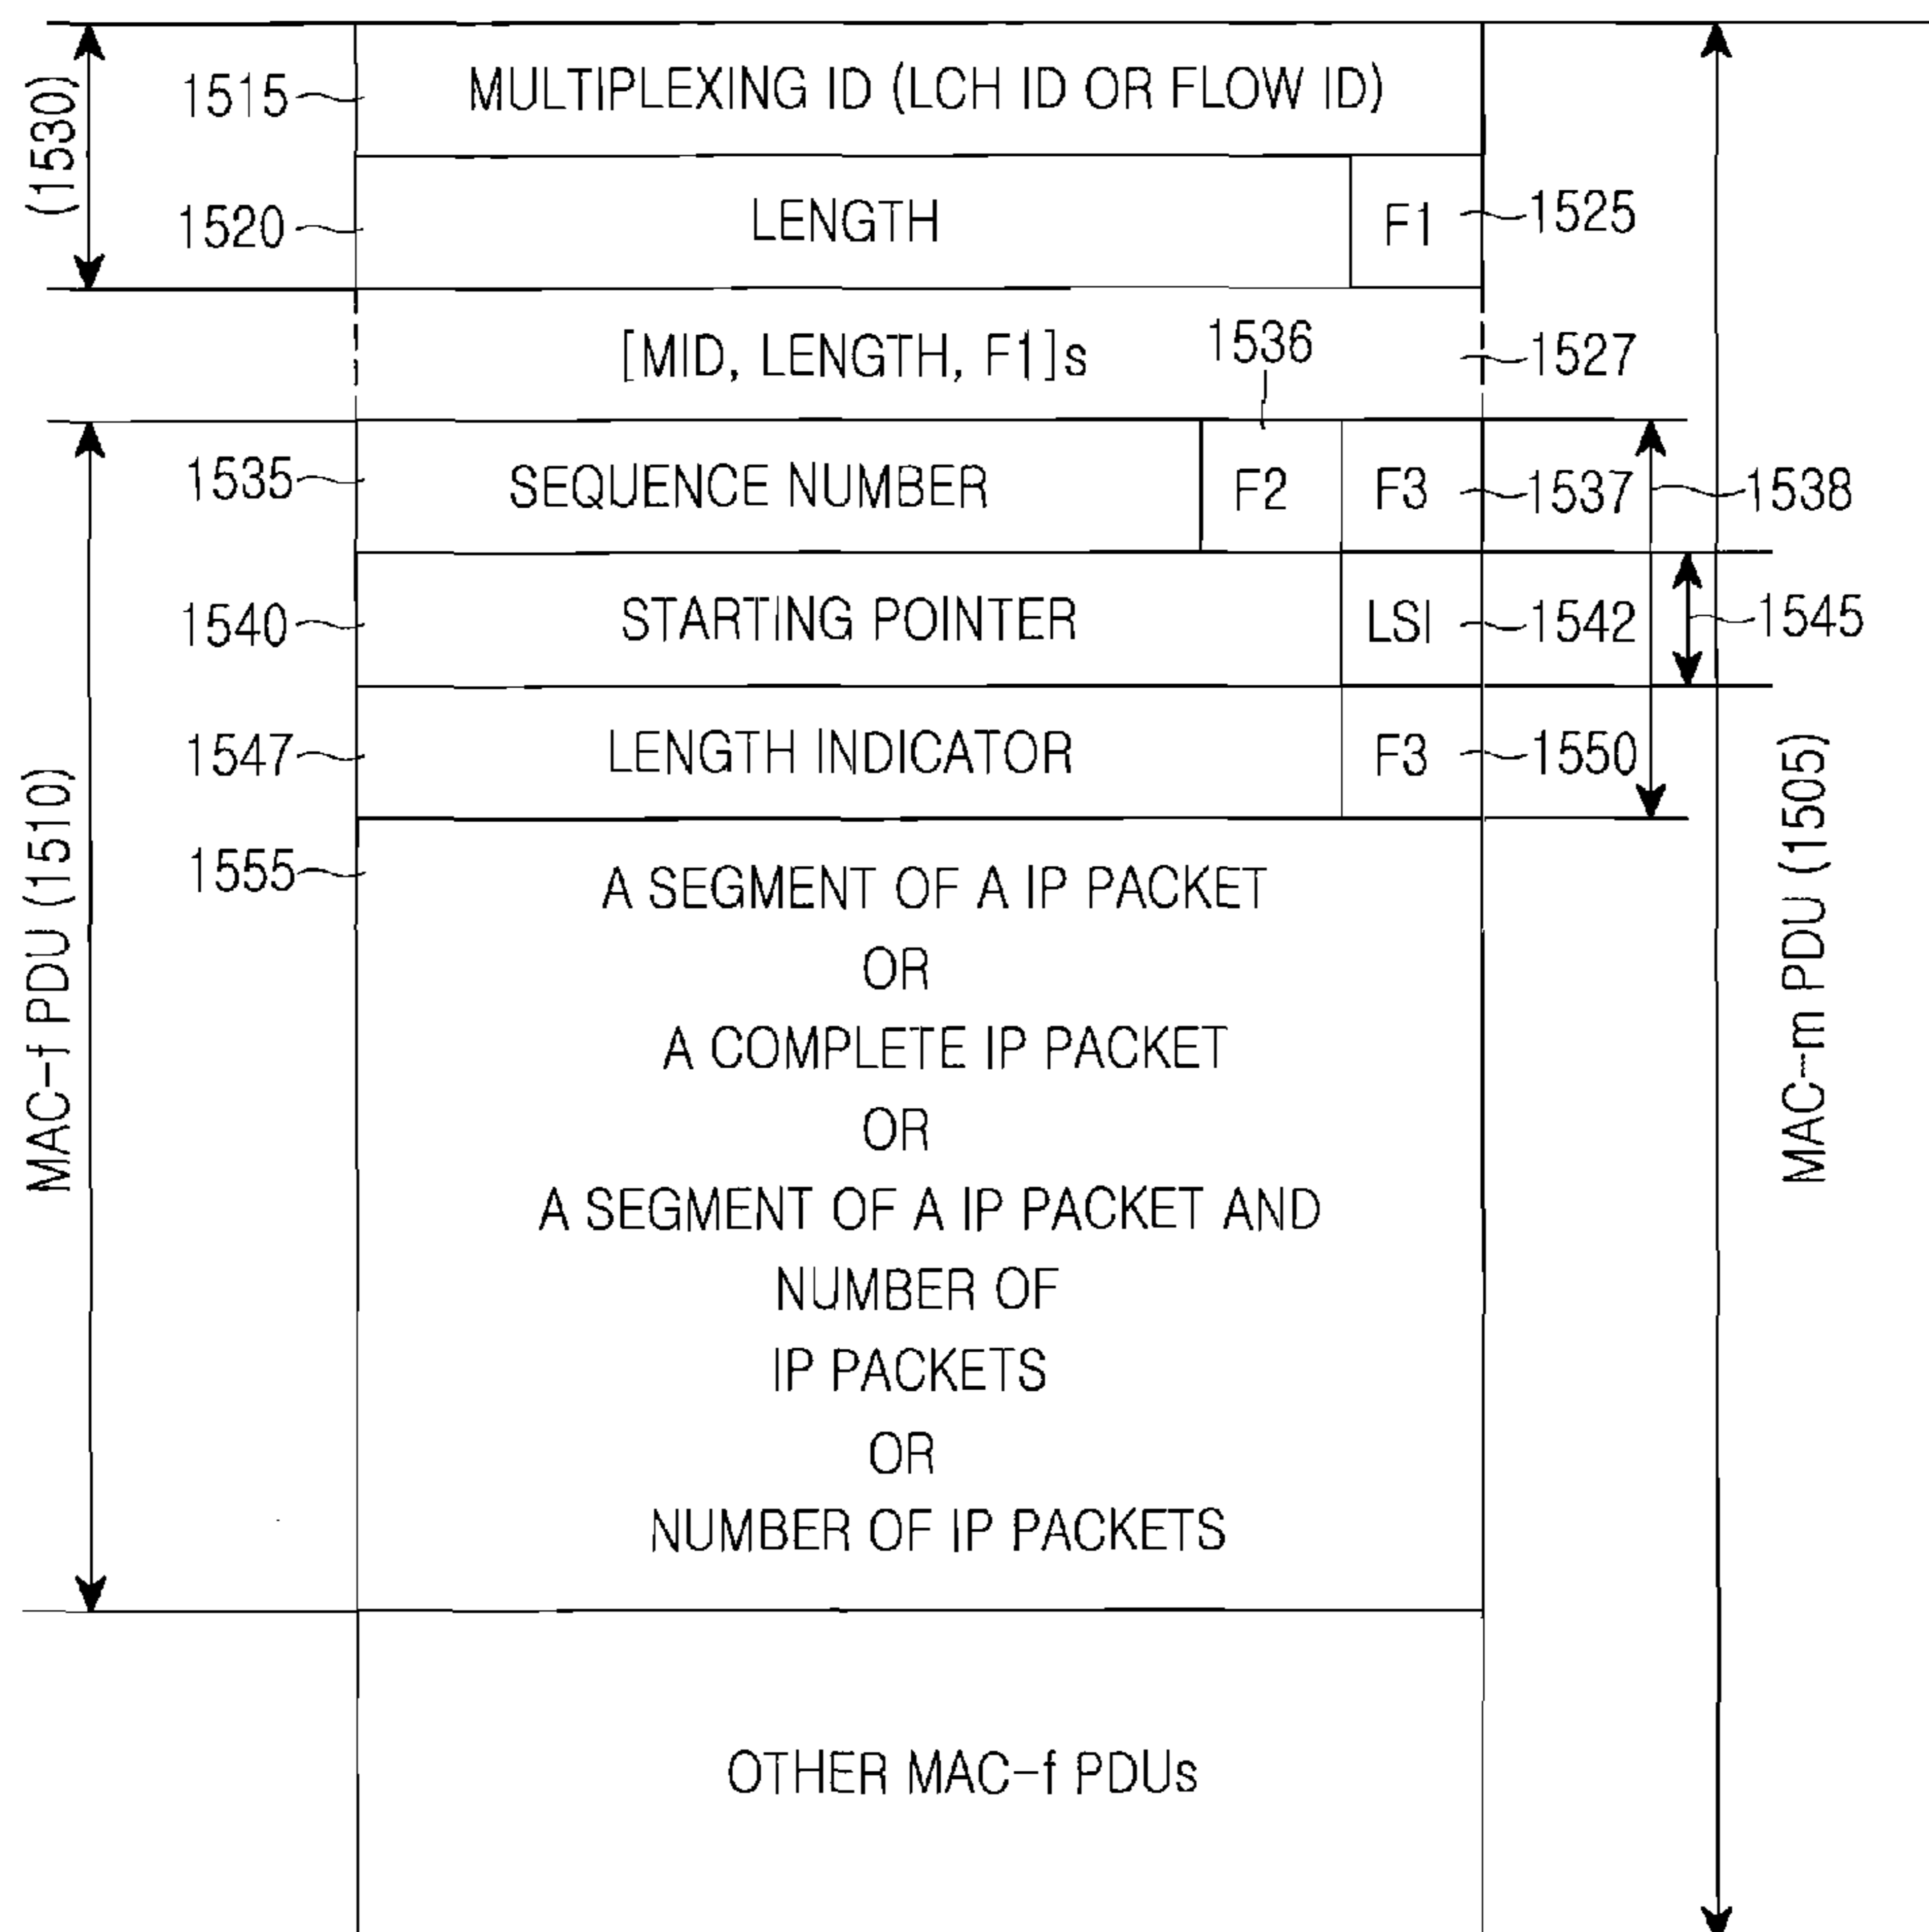 (1530)
1515
MULTIPLEXING ID (LCH ID OR FLOW ID)
1520
LENGTH
F1
1525
[MID, LENGTH, F1]s
1536
1527
1535
SEQUENCE NUMBER
F2
F3
1537
1538
1540
STARTING POINTER
LSI
1542
1545
1547
LENGTH INDICATOR
F3
1550
MAC-f PDU (1510)
MAC-m PDU (1505)
1555
A SEGMENT OF A IP PACKET
OR
A COMPLETE IP PACKET
OR
A SEGMENT OF A IP PACKET AND
NUMBER OF
IP PACKETS
OR
NUMBER OF IP PACKETS
OTHER MAC-f PDUs